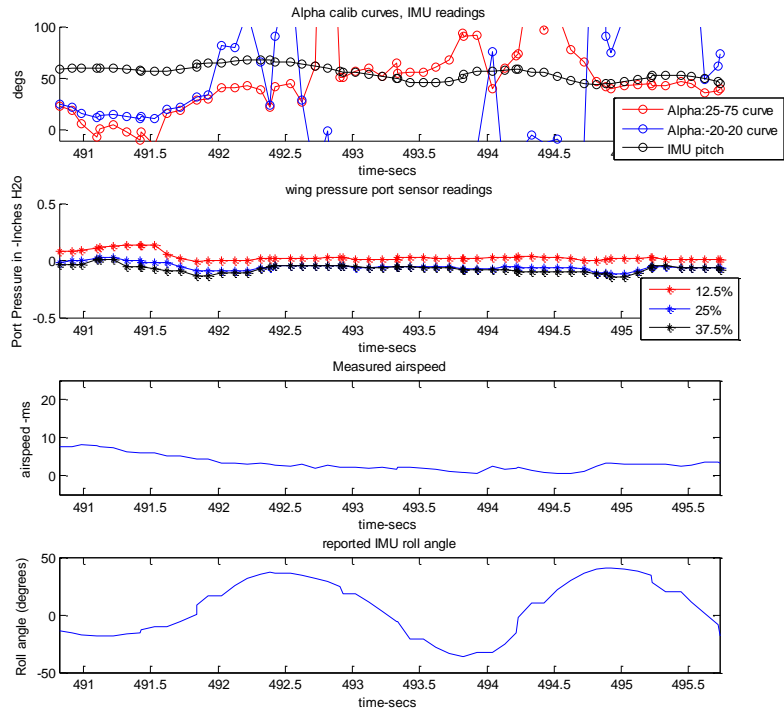 Alpha calib curves, IMU readings
100
50
0
degs
491 491.5 492 492.5 493 493.5 494 494.5 495
time-secs
Alpha:25-75 curve
Alpha:-20-20 curve
IMU pitch
wing pressure port sensor readings
0.5
0
-0.5
Port Pressure in -Inches H2o
491 491.5 492 492.5 493 493.5 494 494.5 495
time-secs
12.5%
25%
37.5%
Measured airspeed
20
10
0
airspeed -ms
491 491.5 492 492.5 493 493.5 494 494.5 495 495.5
time-secs
reported IMU roll angle
50
0
-50
Roll angle (degrees)
491 491.5 492 492.5 493 493.5 494 494.5 495 495.5
time-secs